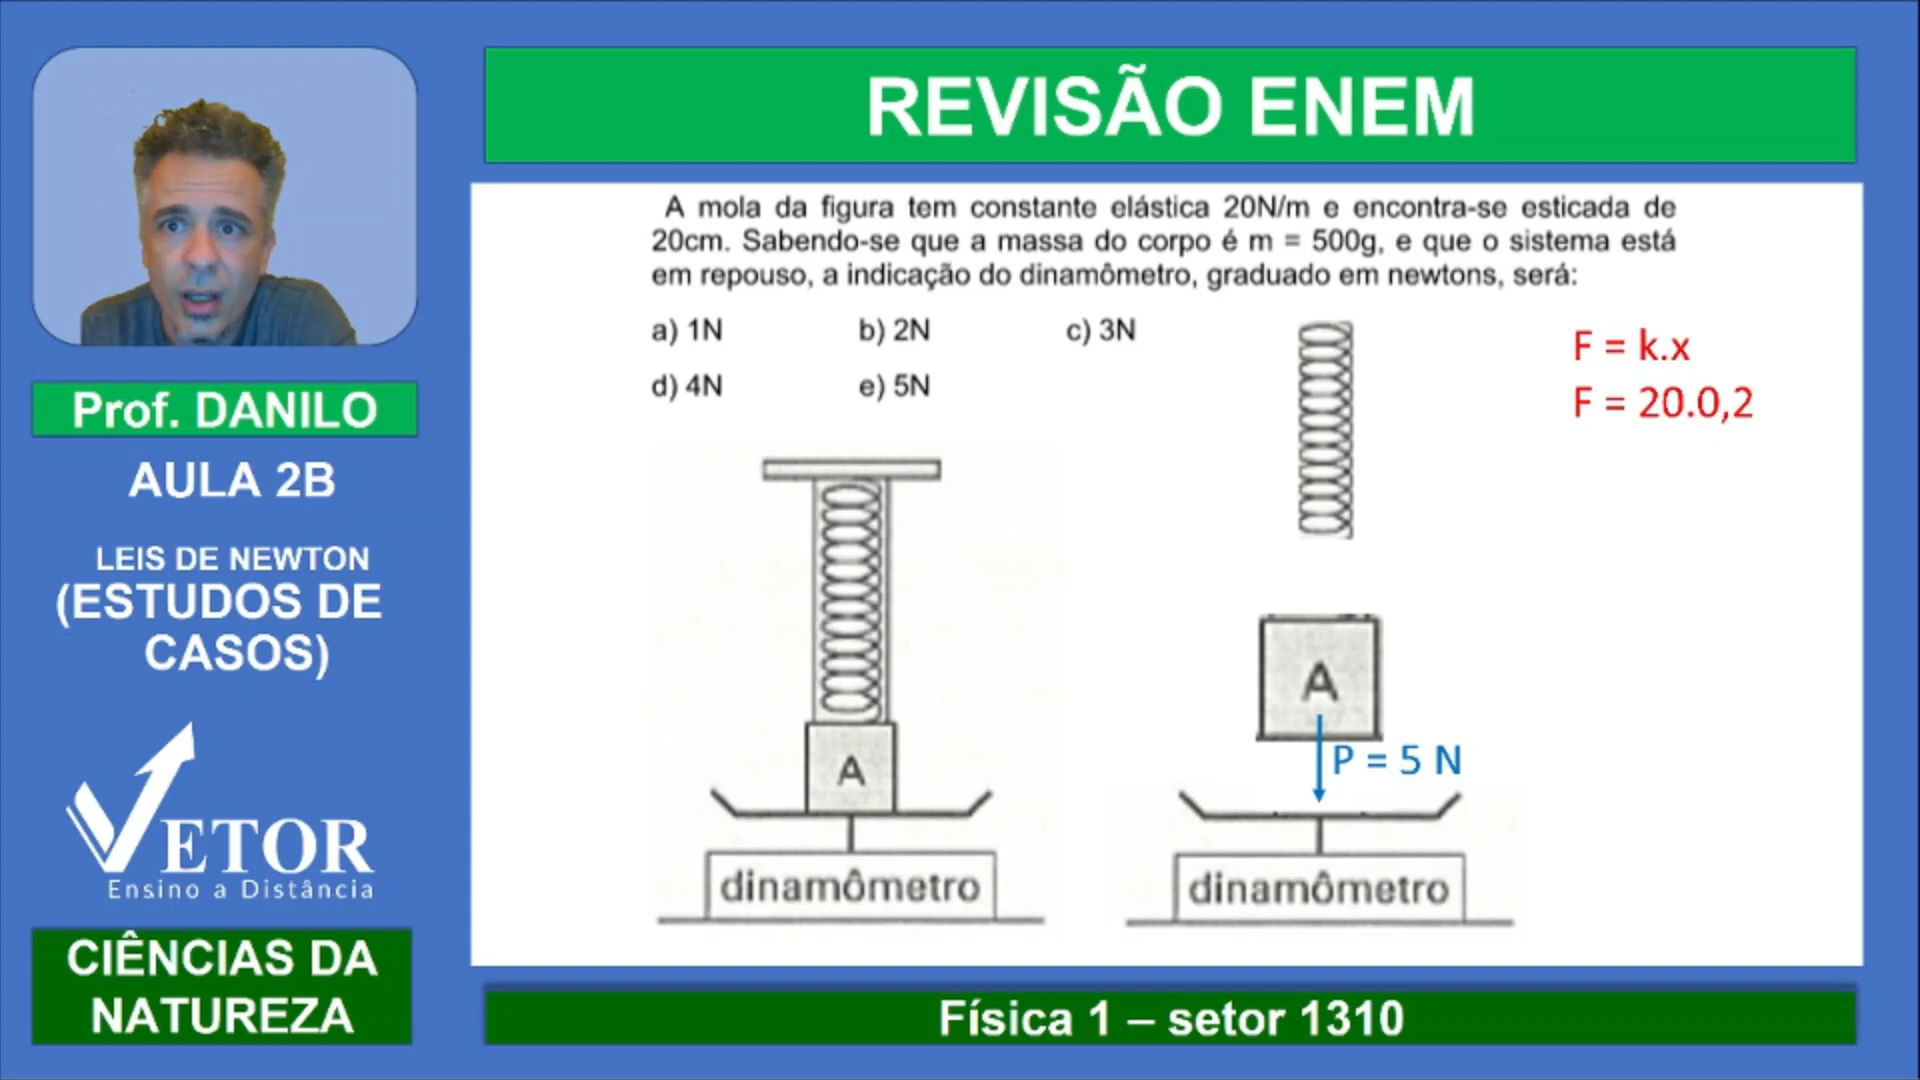 REVISÃO ENEM
A mola da figura tem constante elástica 20N/m e encontra-se esticada de
20cm. Sabendo-se que a massa do corpo é m = 500g, e que o sistema está
em repouso, a indicação do dinamômetro, graduado em newtons, será:
a) 1N b) 2N c) 3N
d) 4N e) 5N
F = k.x
F = 20.0,2
A
dinamômetro
A
P = 5 N
dinamômetro
Prof. DANILO
AULA 2B
LEIS DE NEWTON
(ESTUDOS DE
CASOS)
VETOR
Ensino a Distância
CIÊNCIAS DA
NATUREZA
Física 1 – setor 1310